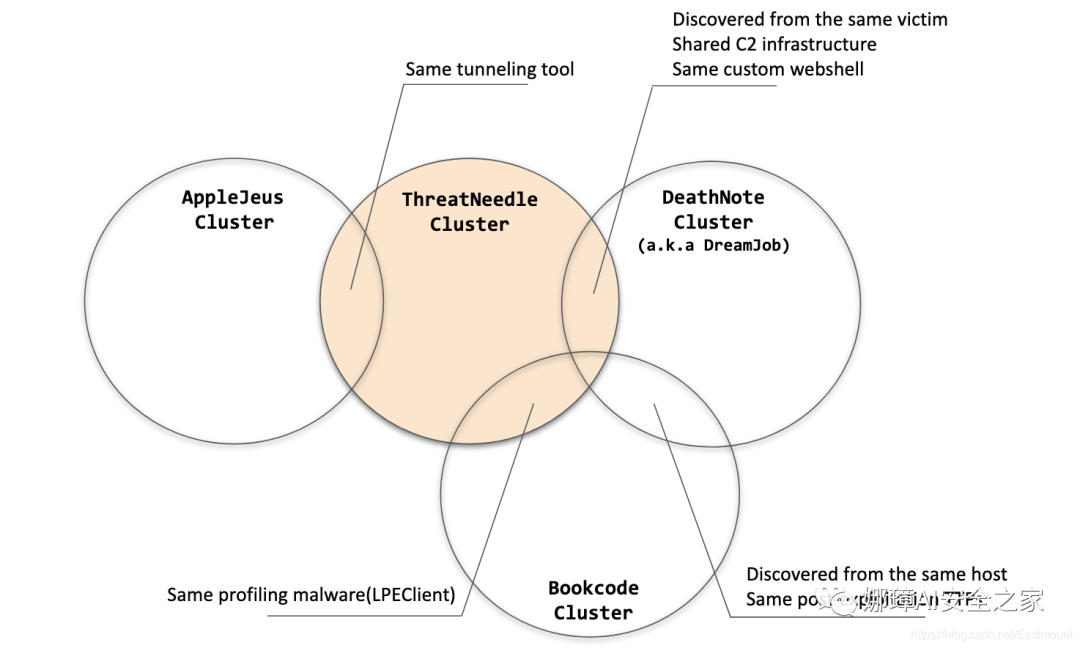 Discovered from the same victim
Shared C2 infrastructure
Same custom webshell
Same tunneling tool
AppleJeus
Cluster
ThreatNeedle
Cluster
DeathNote
Cluster
(a.k.a DreamJob)
Same profiling malware(LPEClient)
Bookcode
Cluster
Discovered from the same host
Same
娜璋AI安全之家
https://blog.csdn.net/Eastmount